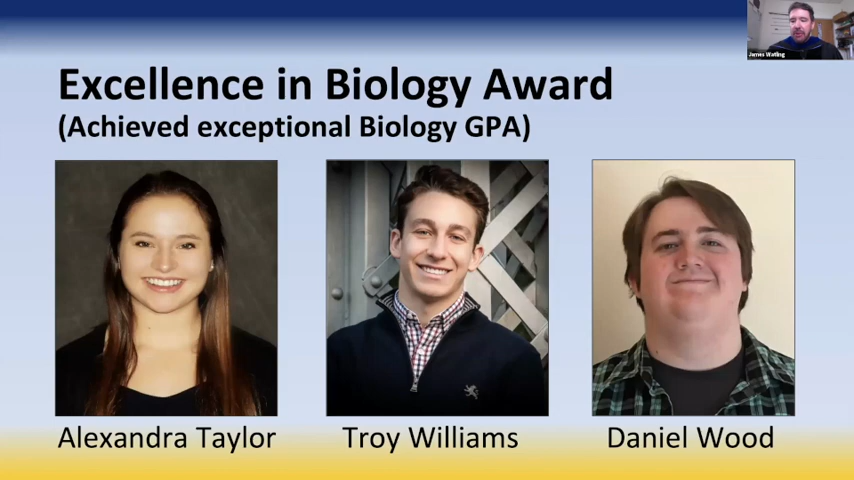 James Watling
Excellence in Biology Award
(Achieved exceptional Biology GPA)
Alexandra Taylor
Troy Williams
Daniel Wood